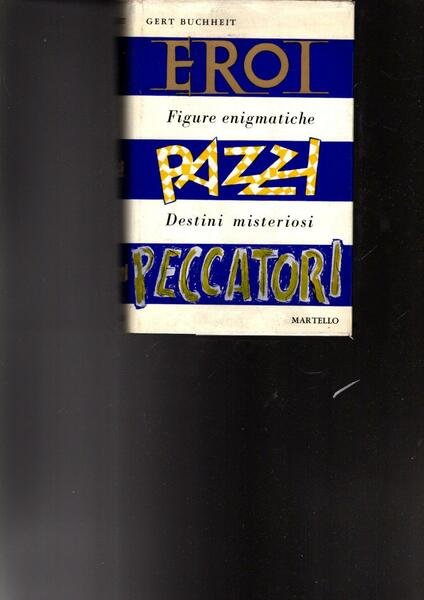 GERT BUCHHEIT
EROI
Figure enigmatiche
PAZZI
Destini misteriosi
PECCATORI
MARTELLO